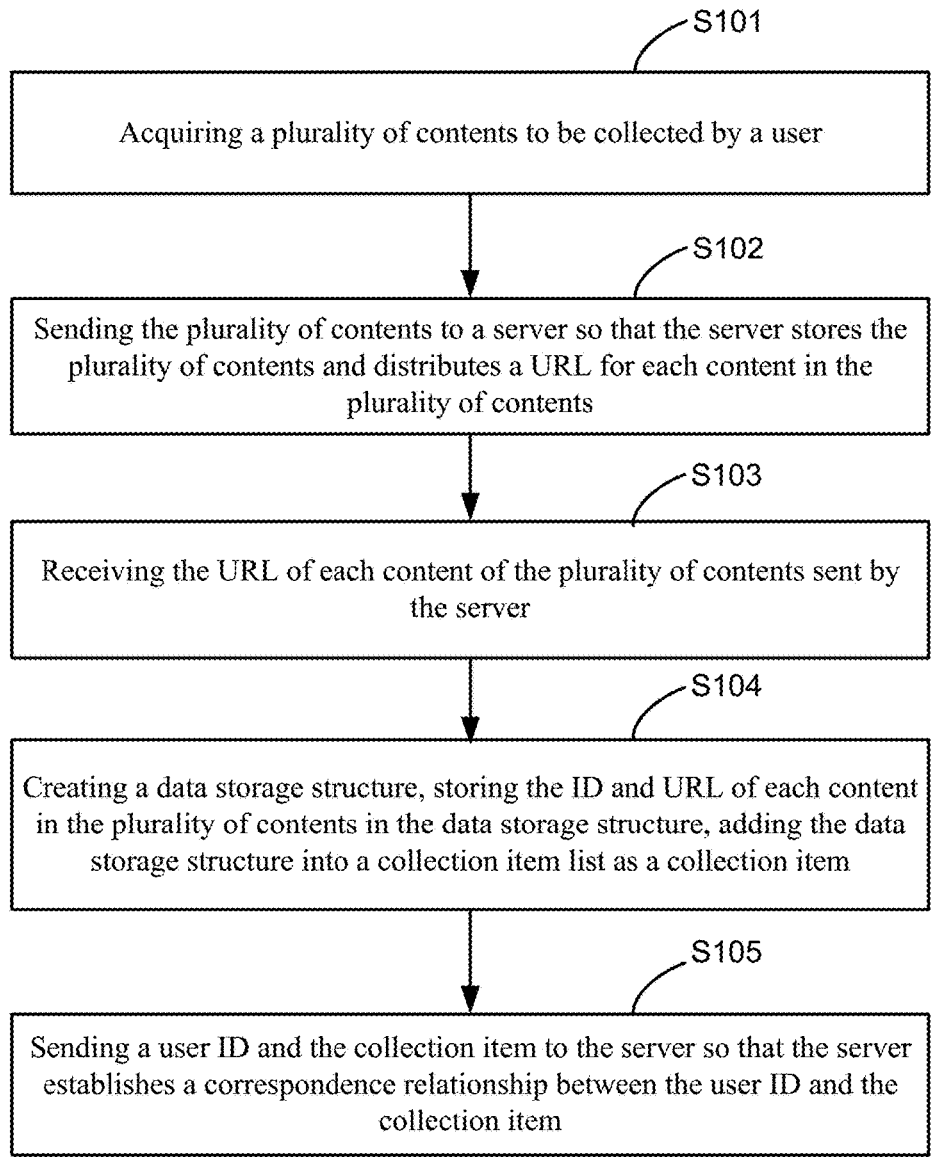 S101
Acquiring a plurality of contents to be collected by a user
S102
Sending the plurality of contents to a server so that the server stores the
plurality of contents and distributes a URL for each content in the
plurality of contents
S103
Receiving the URL of each content of the plurality of contents sent by
the server
S104
Creating a data storage structure, storing the ID and URL of each content
in the plurality of contents in the data storage structure, adding the data
storage structure into a collection item list as a collection item
S105
Sending a user ID and the collection item to the server so that the server
establishes a correspondence relationship between the user ID and the
collection item